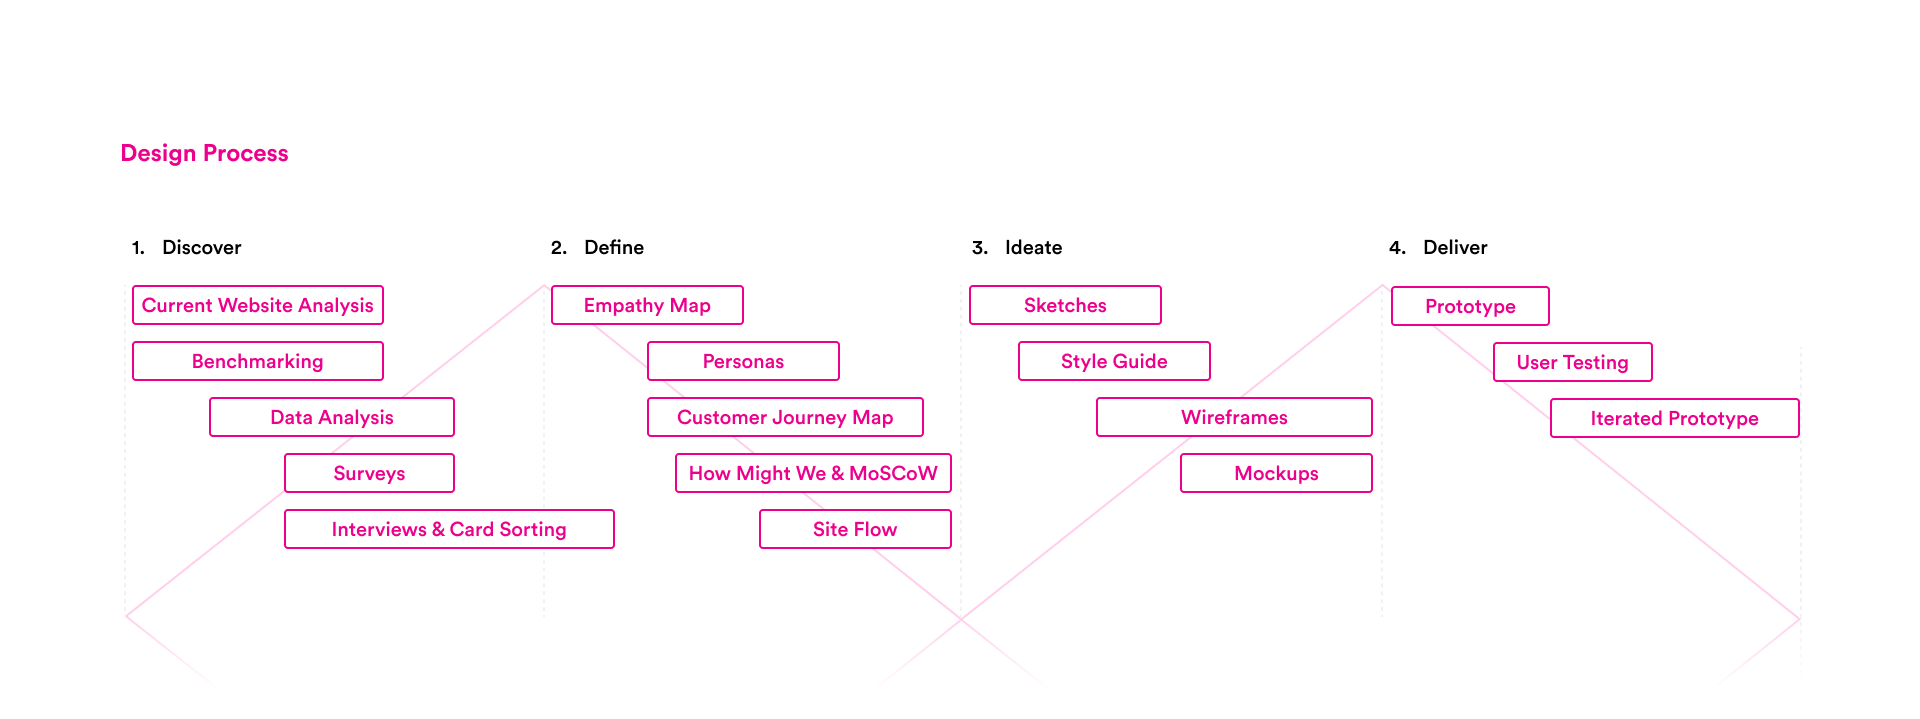 Design Process
1. Discover
Current Website Analysis
Benchmarking
Data Analysis
Surveys
Interviews & Card Sorting
2. Define
Empathy Map
Personas
Customer Journey Map
How Might We & MoSCoW
Site Flow
3. Ideate
Sketches
Style Guide
Wireframes
Mockups
4. Deliver
Prototype
User Testing
Iterated Prototype